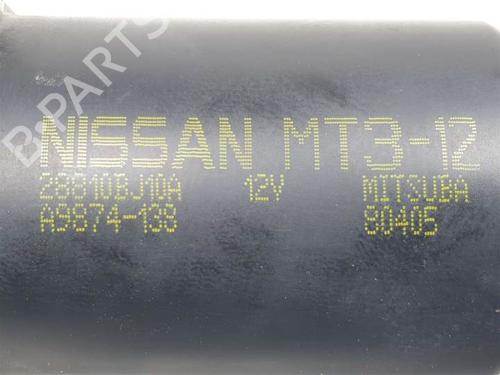 NISSAN MT3-12
28810BJ10A 12V MITSUBA
A9874-138 80405
B-PARTS